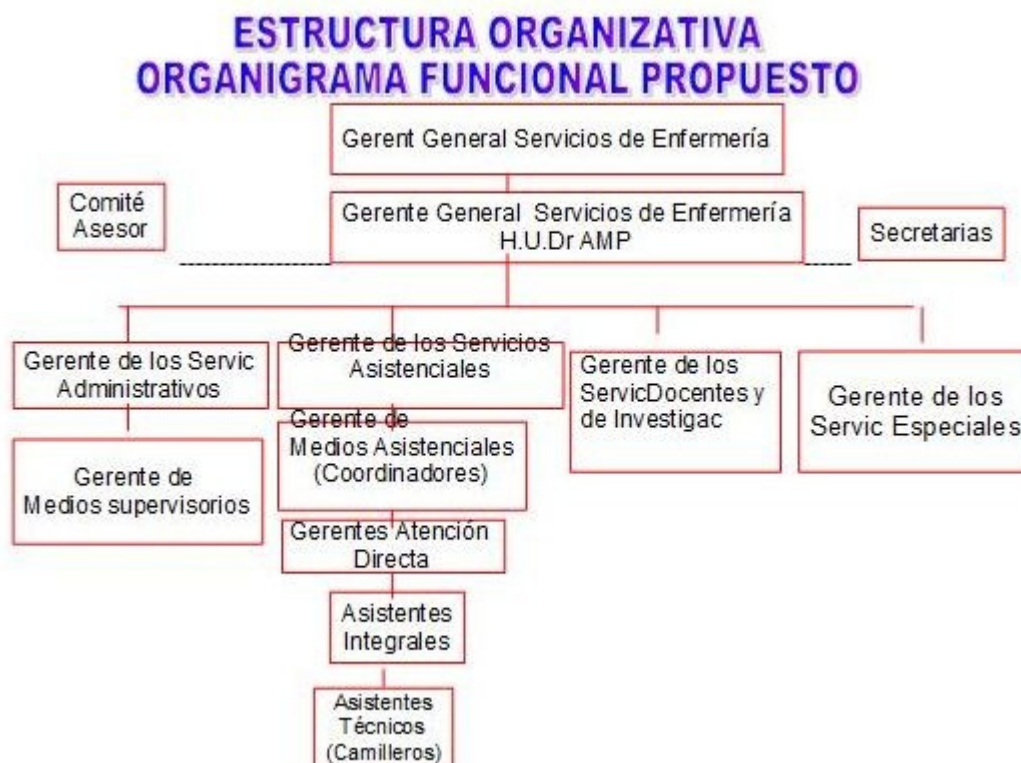 ESTRUCTURA ORGANIZATIVA
ORGANIGRAMA FUNCIONAL PROPUESTO
Gerent General Servicios de Enfermería
Comité
Asesor
Gerente General Servicios de Enfermería
H.U.Dr AMP
Secretarias
Gerente de los Servic
Administrativos
Gerente de los Servicios
Asistenciales
Gerente de los
ServicDocentes y
de Investigac
Gerente de los
Servic Especiales
Gerente de
Medios supervisorios
Gerente de
Medios Asistenciales
(Coordinadores)
Gerentes Atención
Directa
Asistentes
Integrales
Asistentes
Técnicos
(Camilleros)